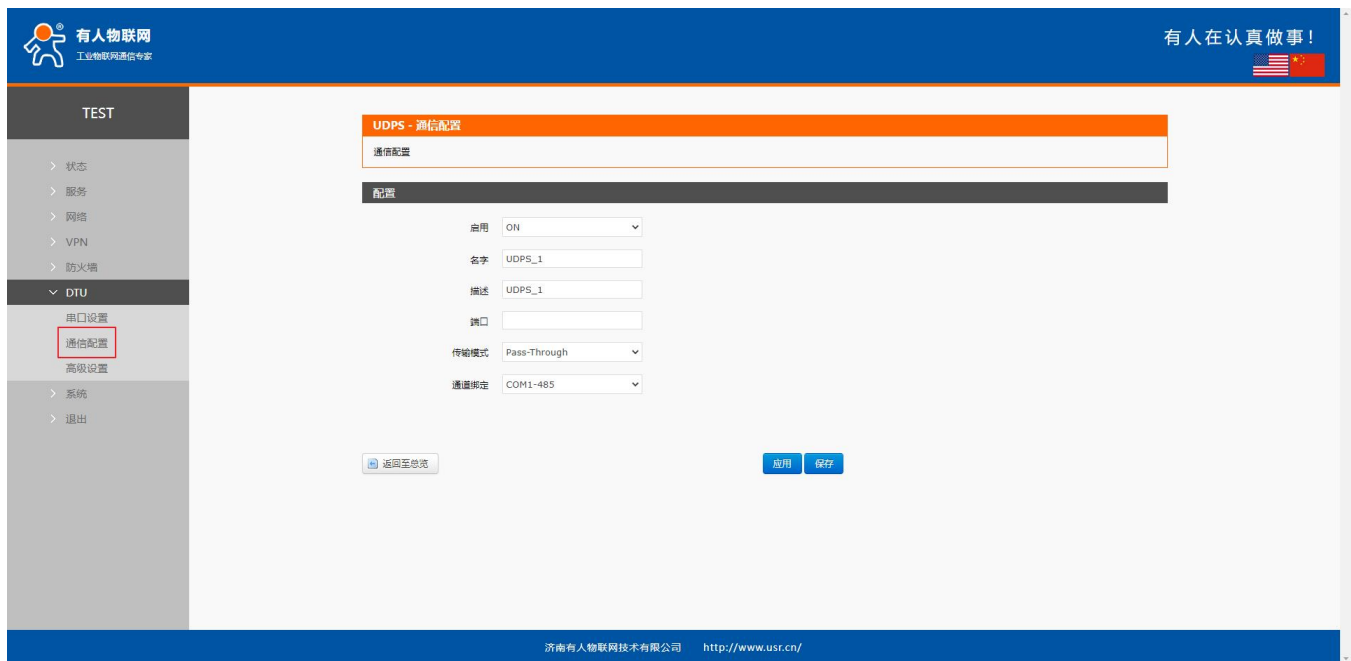 有人物联网
工业物联网通信专家
有人在认真做事！
TEST
状态
服务
网络
VPN
防火墙
DTU
串口设置
通信配置
高级设置
系统
退出
UDPS - 通信配置
通信配置
配置
启用 ON
名字 UDPS_1
描述 UDPS_1
端口
传输模式 Pass-Through
通道绑定 COM1-485
返回至总览 应用 保存
济南有人物联网技术有限公司 http://www.usr.cn/